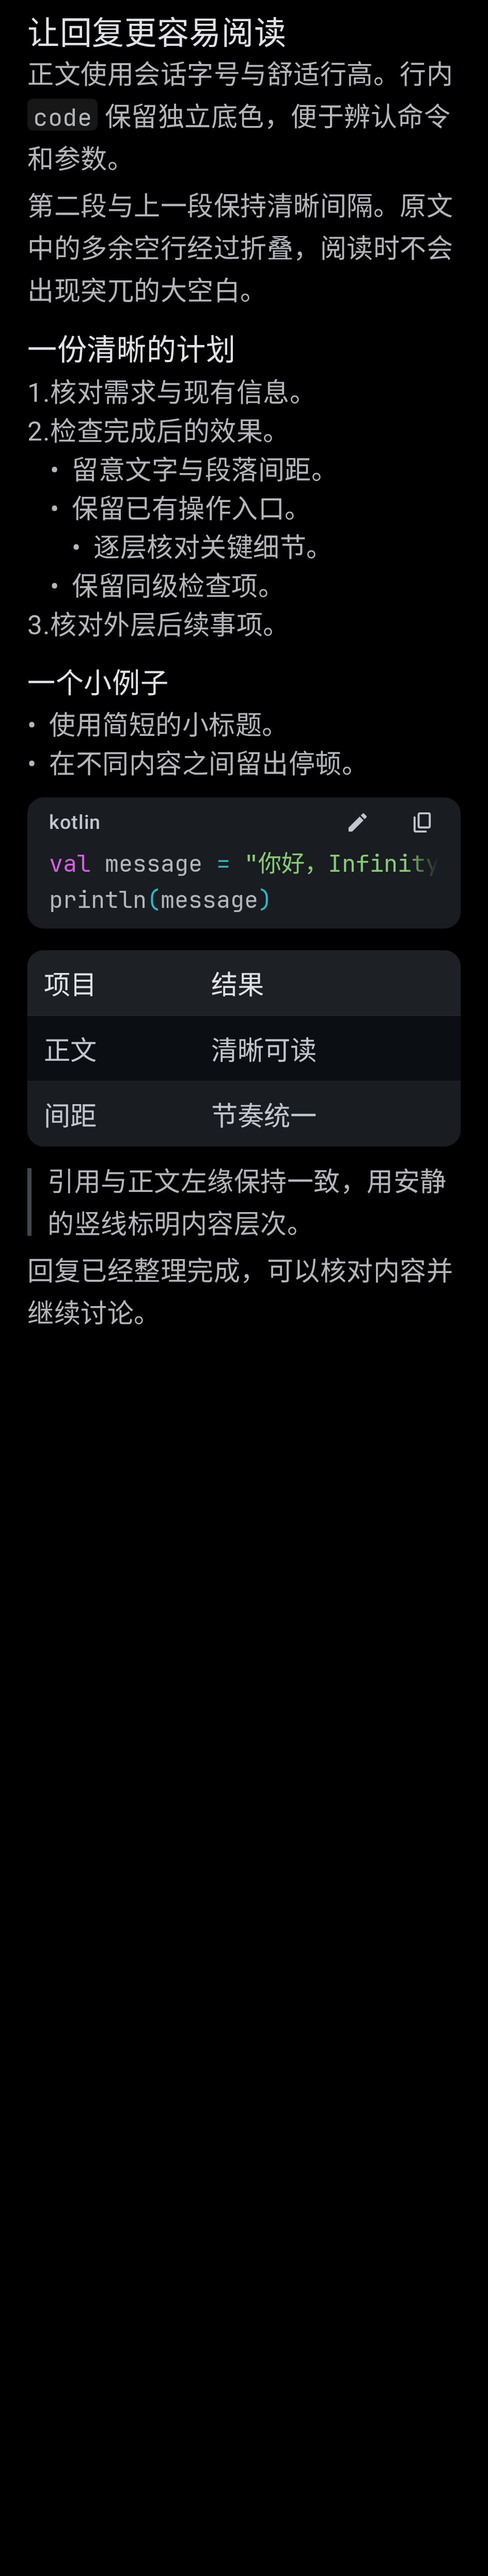 让回复更容易阅读
正文使用会话字号与舒适行高。行内
code 保留独立底色，便于辨认命令
和参数。
第二段与上一段保持清晰间隔。原文
中的多余空行经过折叠，阅读时不会
出现突兀的大空白。
一份清晰的计划
1.核对需求与现有信息。
2.检查完成后的效果。
• 留意文字与段落间距。
• 保留已有操作入口。
• 逐层核对关键细节。
• 保留同级检查项。
3.核对外层后续事项。
一个小例子
• 使用简短的小标题。
• 在不同内容之间留出停顿。
kotlin
val message = "你好，Infinity
println(message)
项目 结果
正文 清晰可读
间距 节奏统一
引用与正文左缘保持一致，用安静
的竖线标明内容层次。
回复已经整理完成，可以核对内容并
继续讨论。